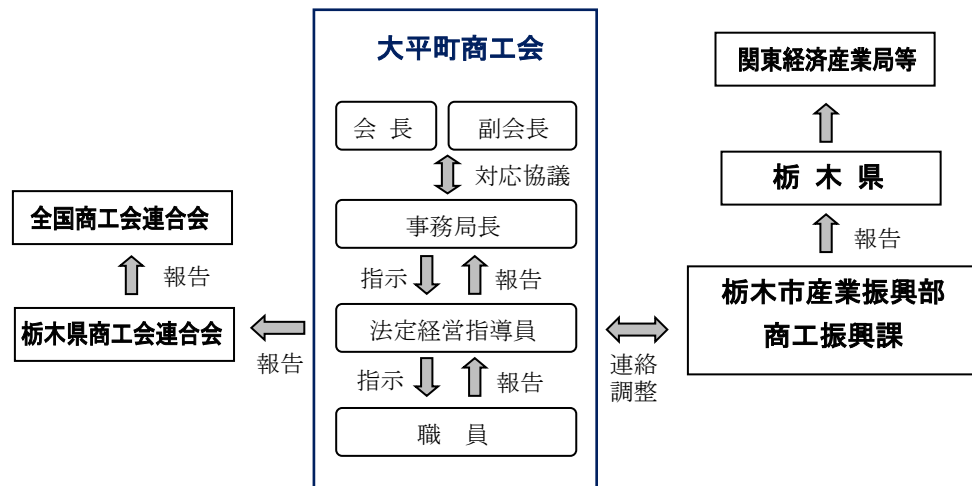 大平町商工会
会 長
副会長
対応協議
事務局長
指示
報告
法定経営指導員
指示
報告
職 員
全国商工会連合会
報告
栃木県商工会連合会
報告
連絡
調整
関東経済産業局等
栃 木 県
報告
栃木市産業振興部
商工振興課